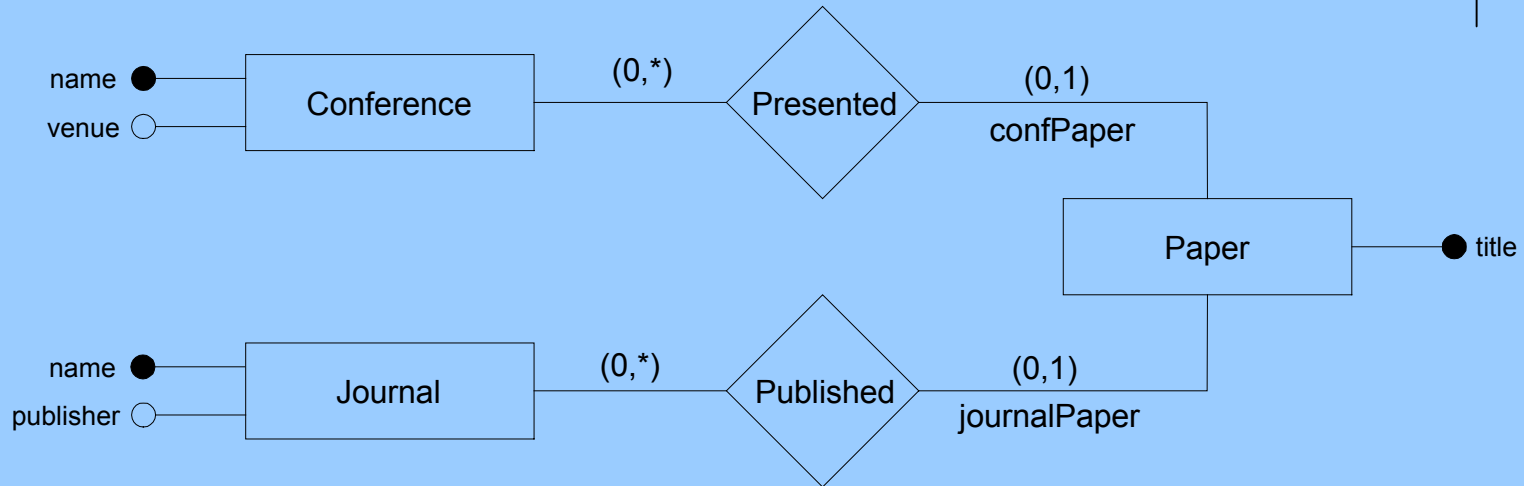 name
venue
Conference
(0,*)
Presented
(0,1)
confPaper
Paper
title
name
publisher
Journal
(0,*)
Published
(0,1)
journalPaper